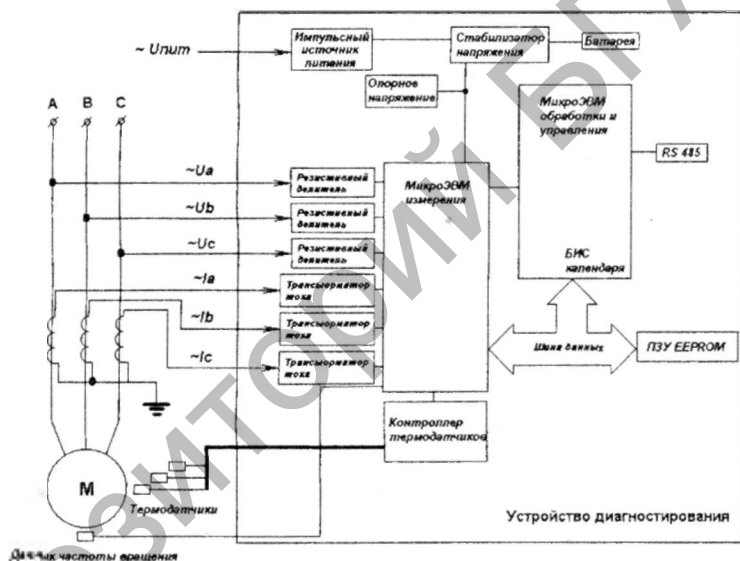 ~ Uпит
Импульсный
источник
питания
Стабилизатор
напряжения
Батарея
Опорное
напряжение
МикроЭВМ
обработки и
управления
RS 485
БИС
календаря
A B C
~Ua
Резистивный
делитель
МикроЭВМ
измерения
~Ub
Резистивный
делитель
~Uc
Резистивный
делитель
~Ia
Трансформатор
тока
~Ib
Трансформатор
тока
~Ic
Трансформатор
тока
Шина данных
ПЗУ EEPROM
Контроллер
термодатчиков
M
Термодатчики
Устройство диагностирования
Датчик частоты вращения